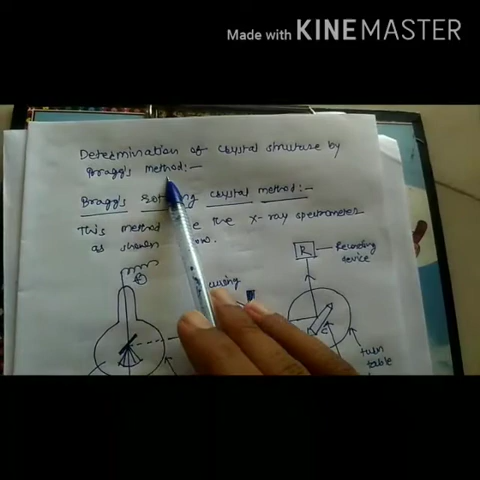 Made with KINEMASTER
Determination of crystal structure by
Bragg's method:-
Bragg's crystal method:-
This method the X-ray spectrometer
as shown
R
Recording
device
turn
table
C